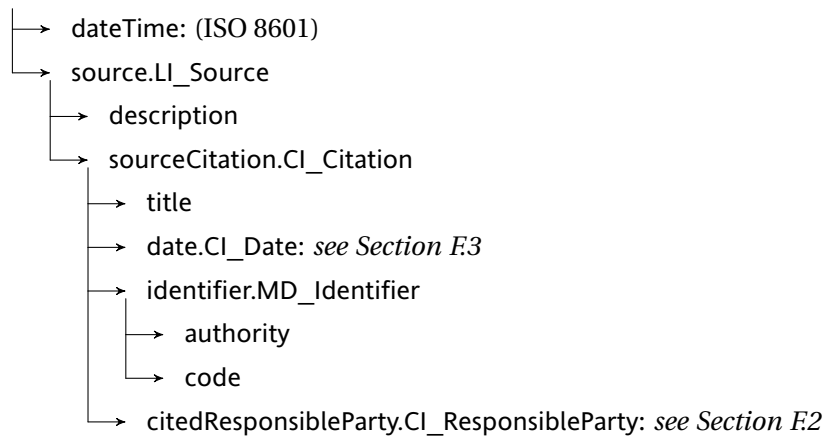 dateTime: (ISO 8601)
source.LI_Source
description
sourceCitation.CI_Citation
title
date.CI_Date: see Section F.3
identifier.MD_Identifier
authority
code
citedResponsibleParty.CI_ResponsibleParty: see Section F.2